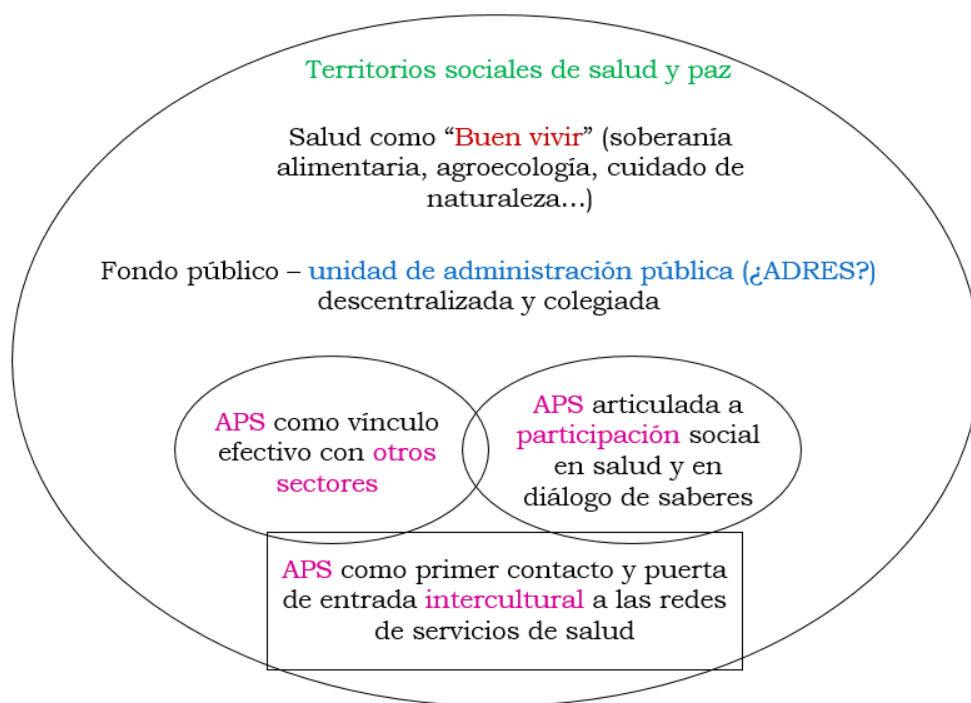 Territorios sociales de salud y paz
Salud como “Buen vivir” (soberanía
alimentaria, agroecología, cuidado de
naturaleza…)
Fondo público – unidad de administración pública (¿ADRES?)
descentralizada y colegiada
APS como vínculo
efectivo con otros
sectores
APS articulada a
participación social
en salud y en
diálogo de saberes
APS como primer contacto y puerta
de entrada intercultural a las redes
de servicios de salud